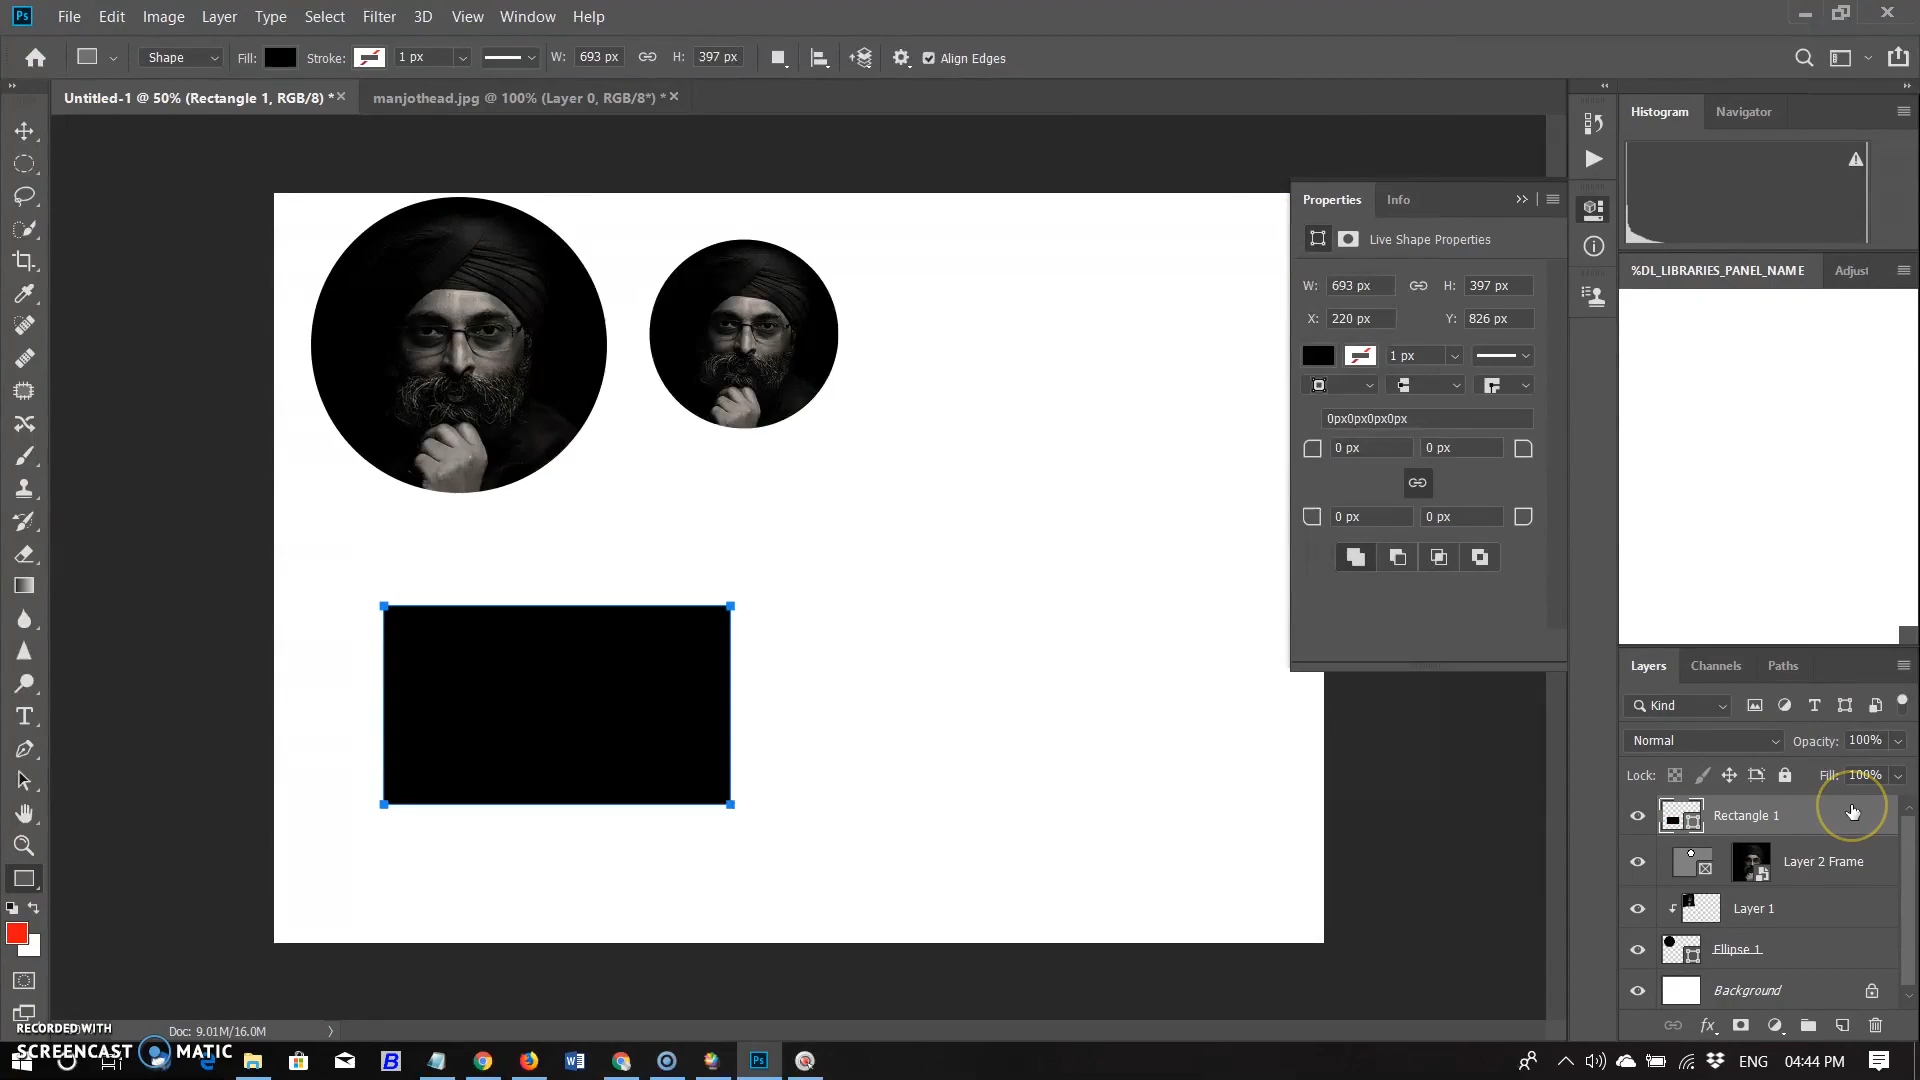 Ps File Edit Image Layer Type Select Filter 3D View Window Help
Shape Fill: Stroke: 1 px W: 693 px H: 397 px Align Edges
Untitled-1 @ 50% (Rectangle 1, RGB/8) * × manjothead.jpg @ 100% (Layer 0, RGB/8*) * ×
Histogram Navigator
Properties Info
Live Shape Properties
W: 693 px H: 397 px
X: 220 px Y: 826 px
1 px
0px0px0px0px
0 px 0 px
0 px 0 px
%DL_LIBRARIES_PANEL_NAME Adjust
Layers Channels Paths
Kind
Normal Opacity: 100%
Lock: Fill: 100%
Rectangle 1
Layer 2 Frame
Layer 1
Ellipse 1
Background
fx
Doc: 9.01M/16.0M
RECORDED WITH
SCREENCAST MATIC
Ps
ENG 04:44 PM